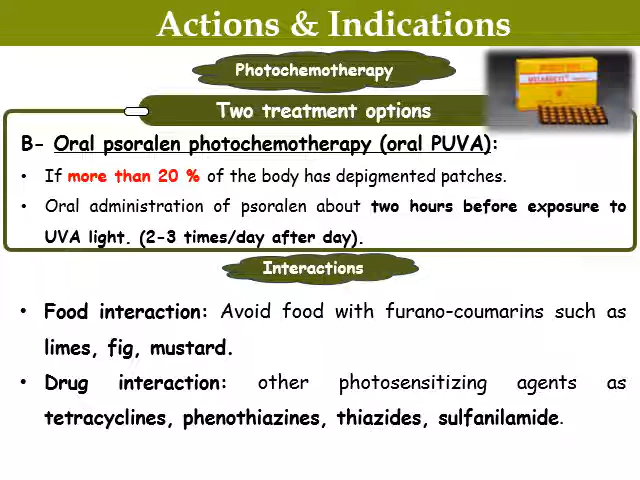 Actions & Indications
Photochemotherapy
Two treatment options
B- Oral psoralen photochemotherapy (oral PUVA):
• If more than 20 % of the body has depigmented patches.
• Oral administration of psoralen about two hours before exposure to
UVA light. (2-3 times/day after day).
Interactions
• Food interaction: Avoid food with furano-coumarins such as
limes, fig, mustard.
• Drug interaction: other photosensitizing agents as
tetracyclines, phenothiazines, thiazides, sulfanilamide.